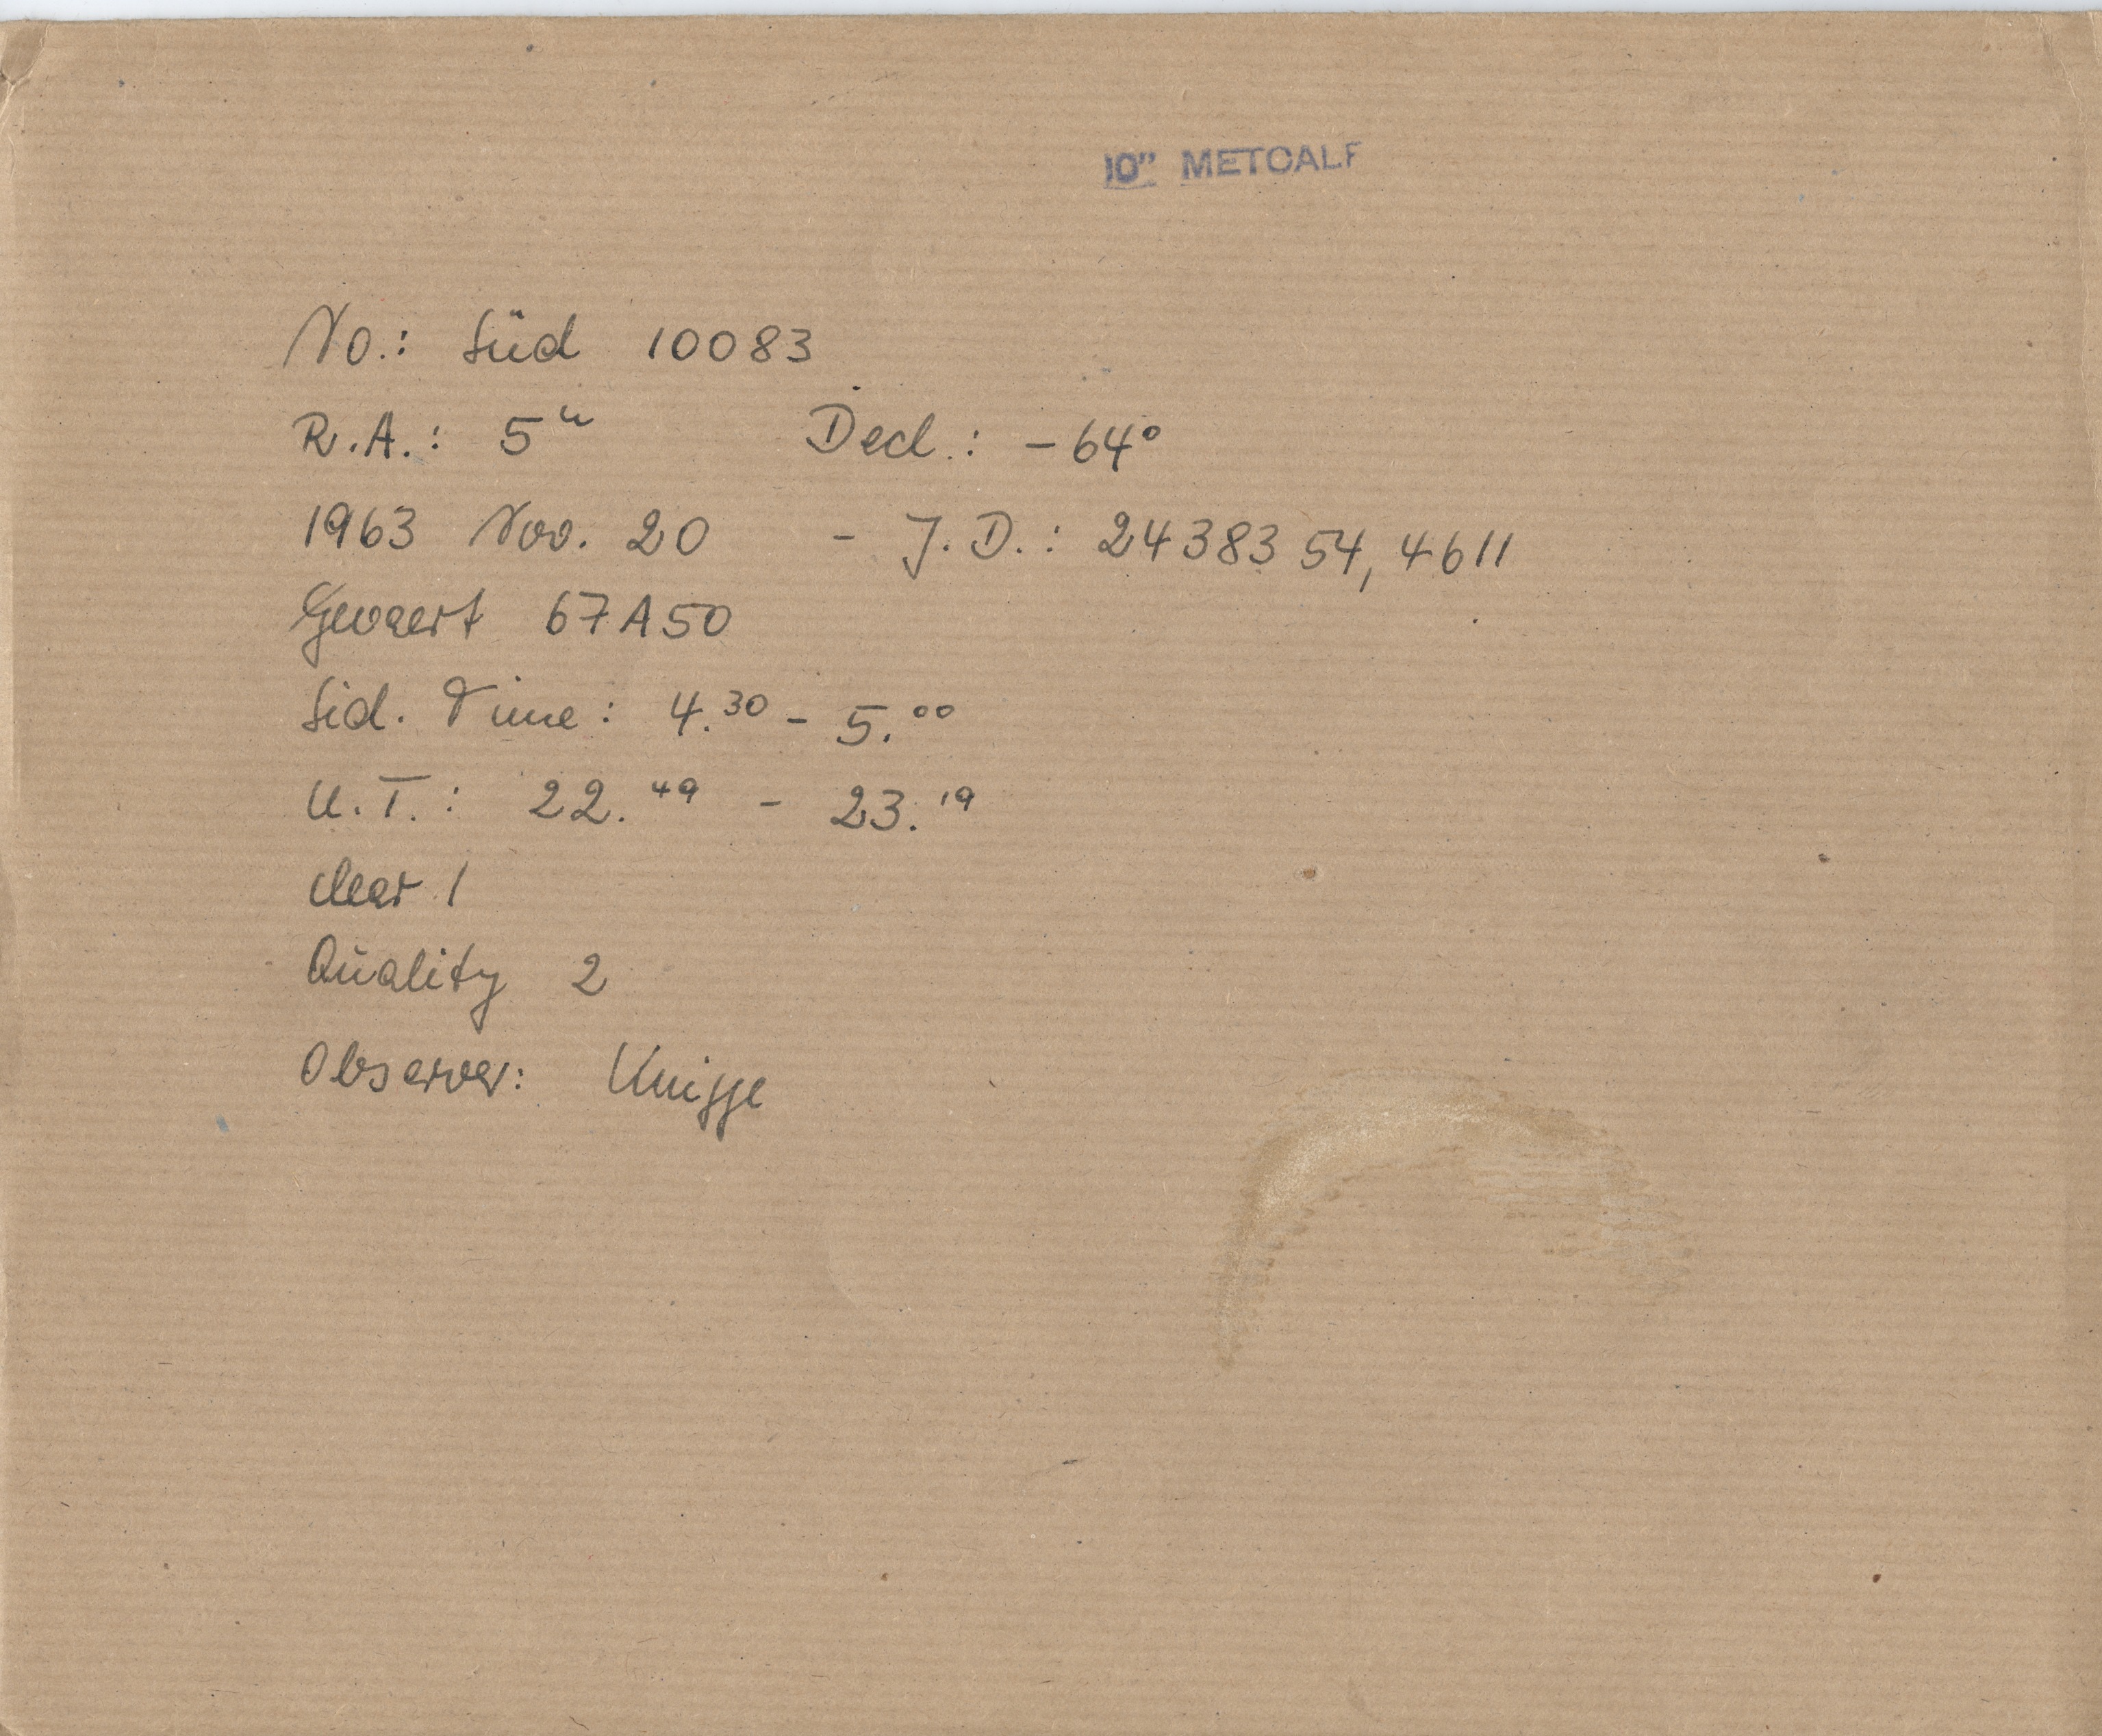 10" METCALF
No.: Süd 10083
R.A.: 5ʰ Decl.: -64°
1963 Nov. 20 - J.D.: 2438354,4611
Gevaert 67A50
Sid. Time: 4.³⁰ - 5.⁰⁰
U.T.: 22.⁴⁹ - 23.¹⁹
clear 1
Quality 2
Observer: Knigge